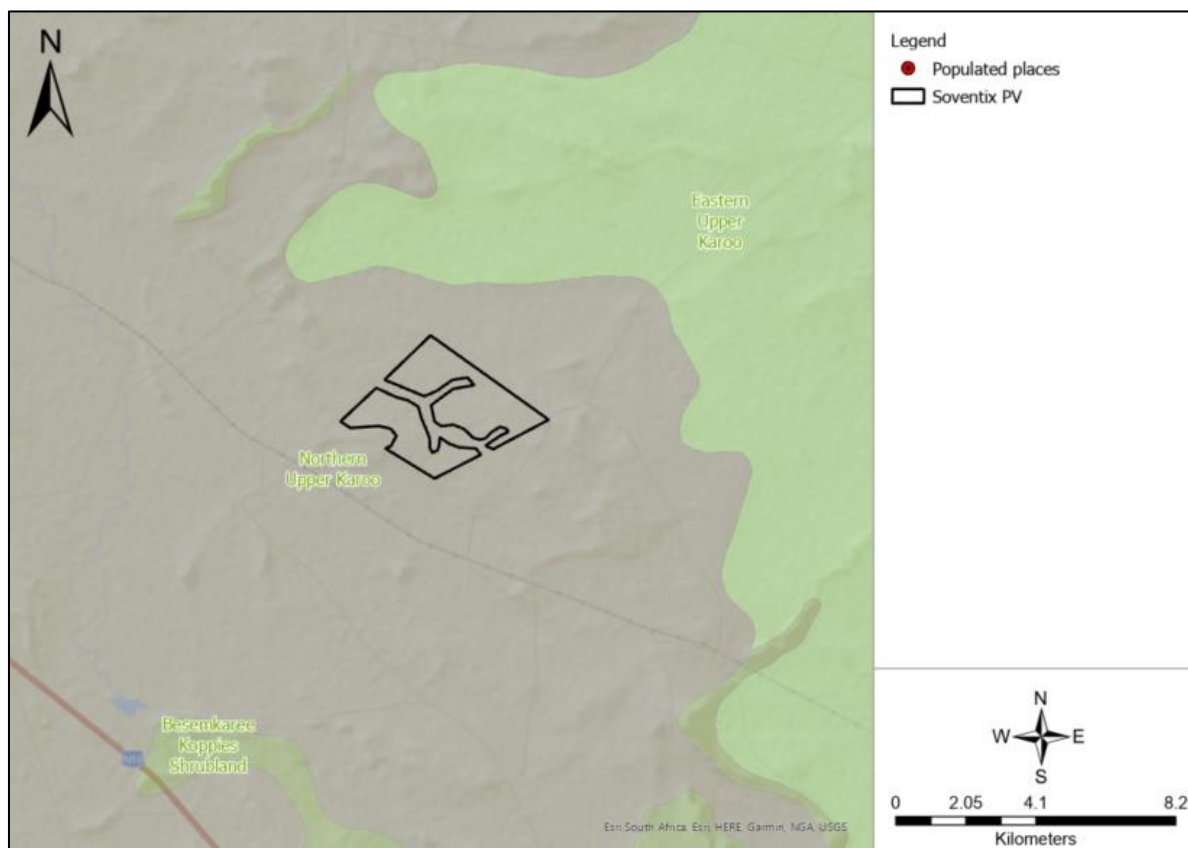 N
Eastern
Upper
Karoo
Northern
Upper Karoo
Besemkaree
Koppies
Shrubland
Esri South Africa, Esri, HERE, Garmin, NGA, USGS
Legend
Populated places
Soventix PV
N
W E
S
0 2.05 4.1 8.2
Kilometers